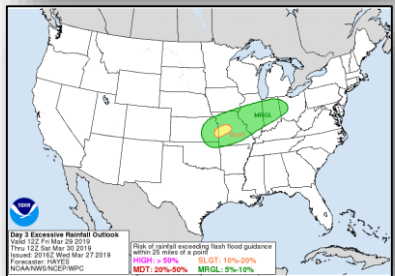 MRGL
SLGT
NOAA
Day 3 Excessive Rainfall Outlook
Valid 12Z Fri Mar 29 2019
Thru 12Z Sat Mar 30 2019
Issued: 2018Z Wed Mar 27 2019
Forecaster: HAYES
NOAA/NWS/NCEP/WPC
Risk of rainfall exceeding flash flood guidance
within 25 miles of a point
HIGH: > 50% SLGT: 10%-20%
MDT: 20%-50% MRGL: 5%-10%